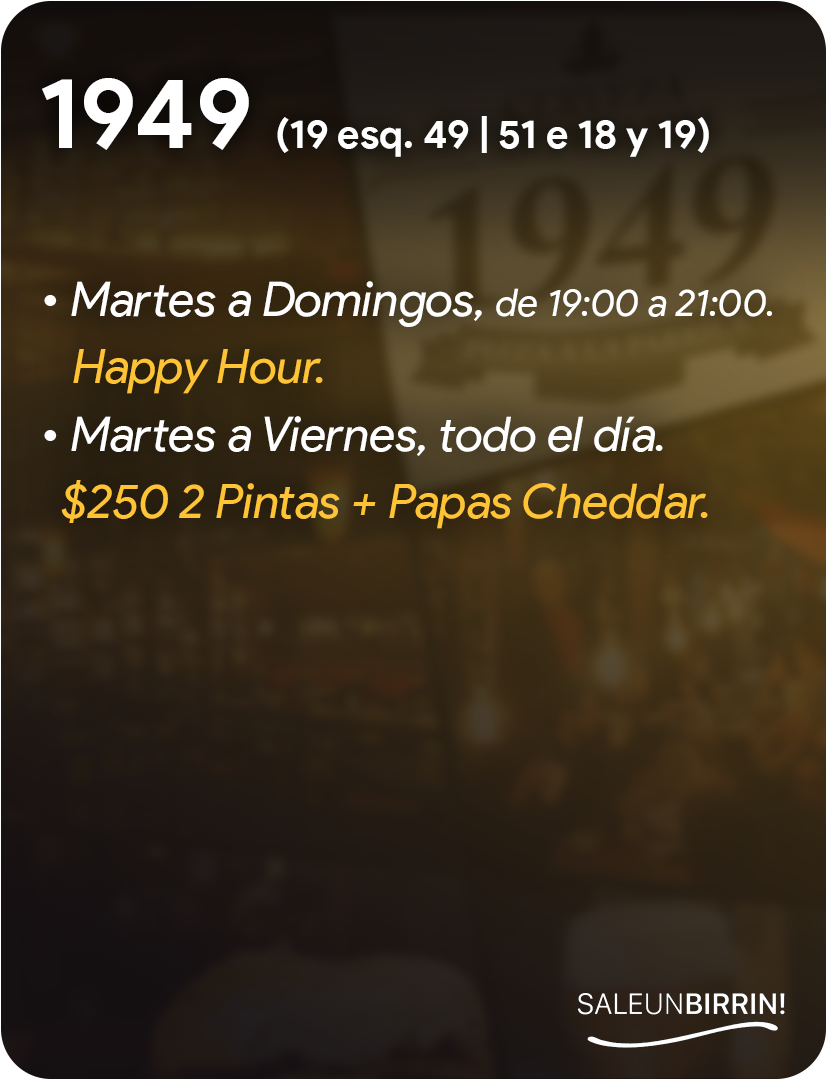 1949 (19 esq. 49 | 51 e 18 y 19)
1949
• Martes a Domingos, de 19:00 a 21:00.
Happy Hour.
• Martes a Viernes, todo el día.
$250 2 Pintas + Papas Cheddar.
SALEUNBIRRIN!